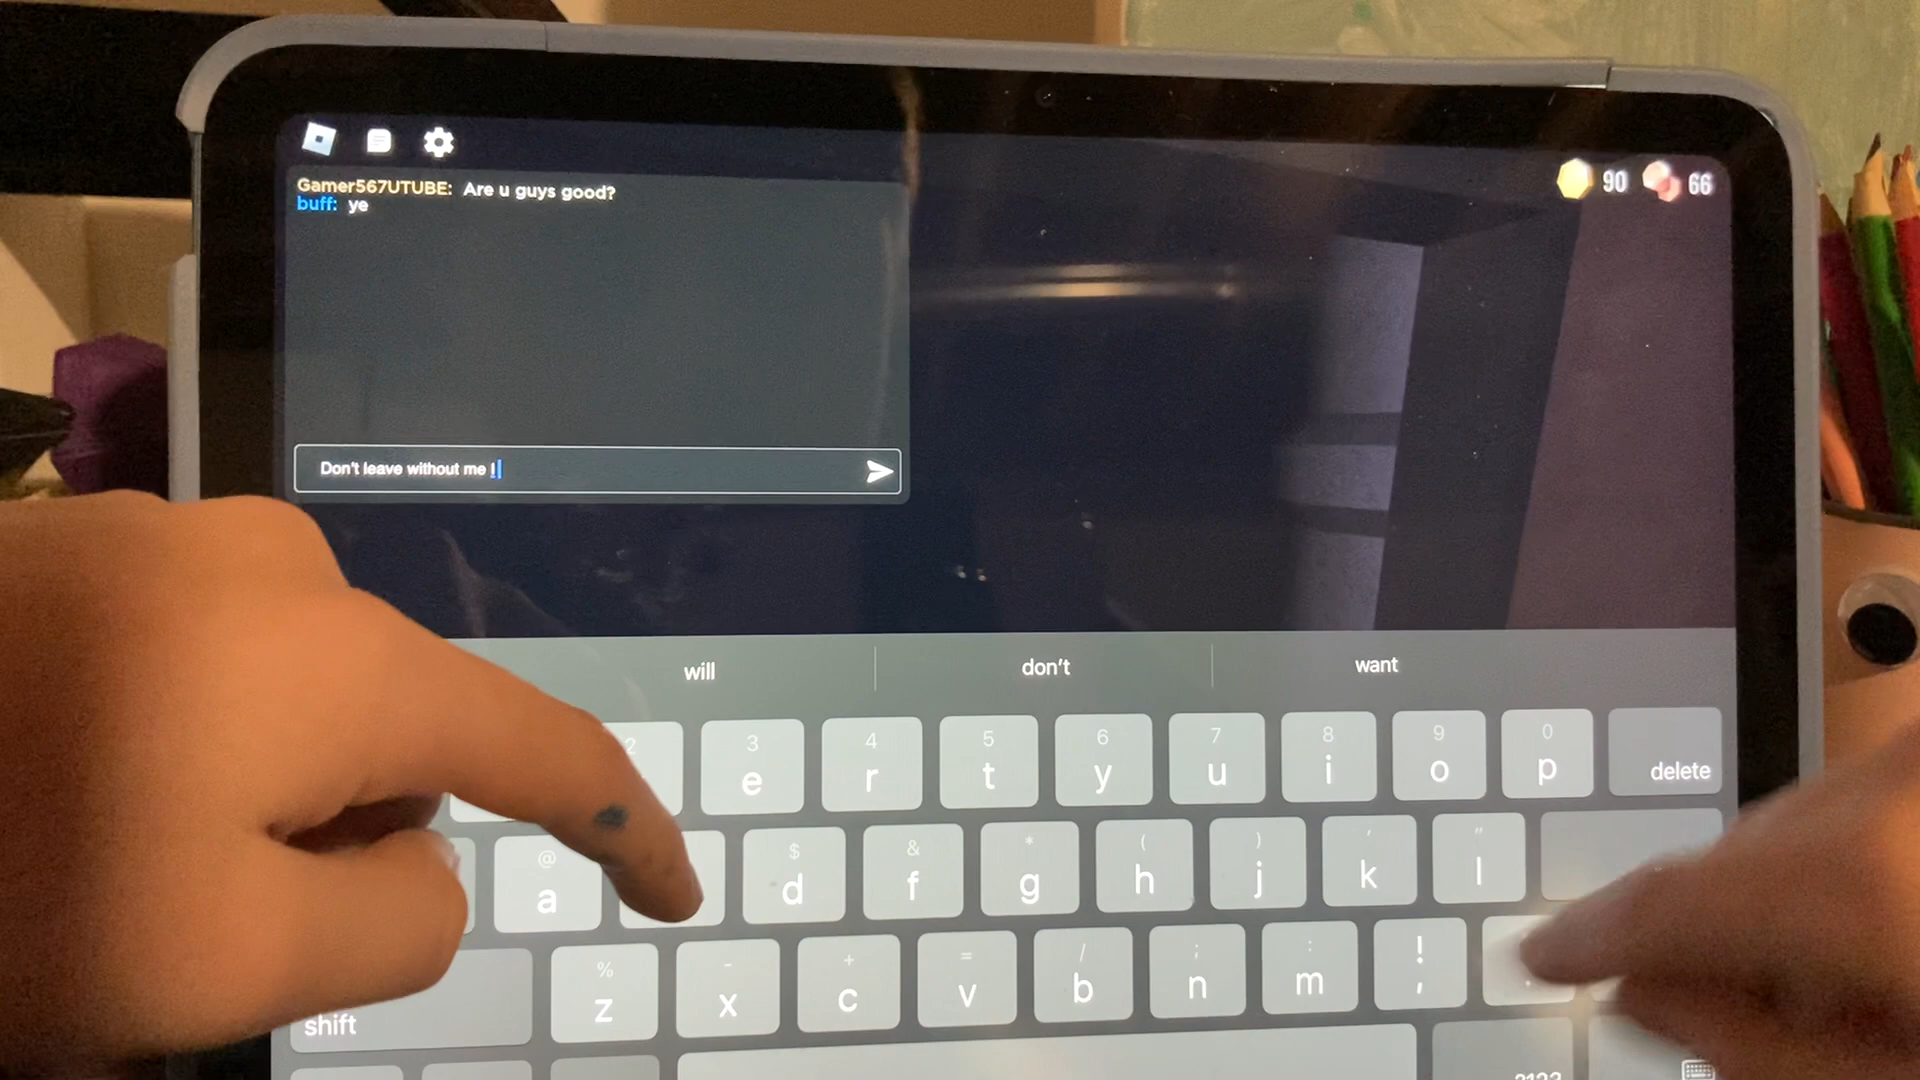 90 66
Gamer567UTUBE: Are u guys good?
buff: ye
Don't leave without me !
will don't want
2 3 4 5 6 7 8 9 0
e r t y u i o p delete
@ $ & * ( ) ' "
a d f g h j k l
% - + = / ; : !
z x c v b n m ,
shift